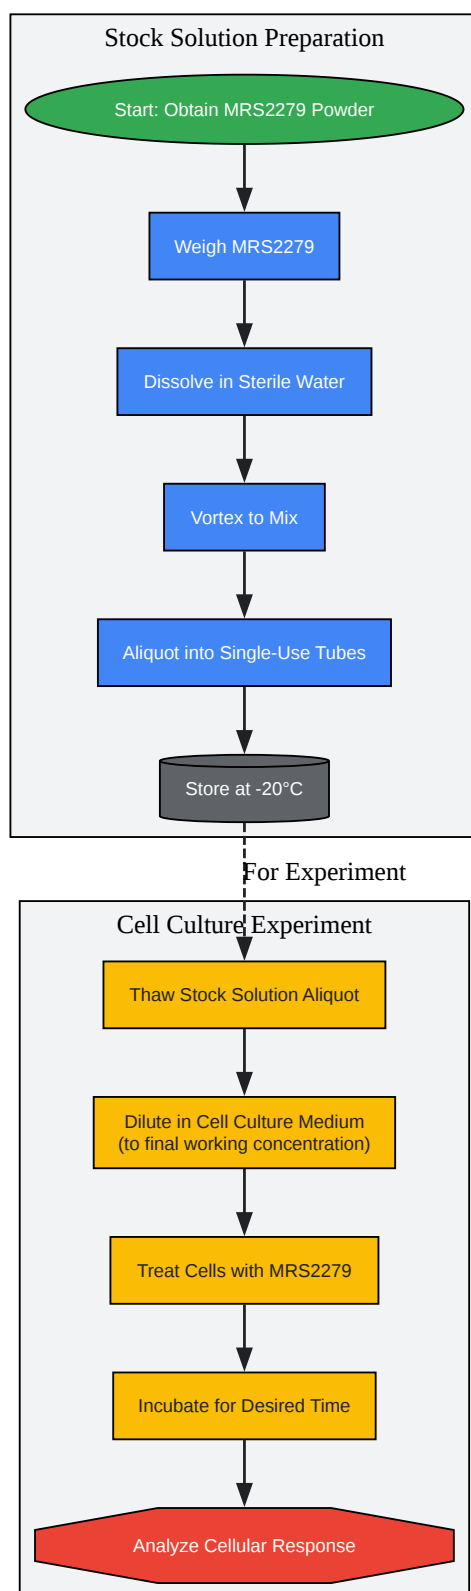 Stock Solution Preparation
Start: Obtain MRS2279 Powder
Weigh MRS2279
Dissolve in Sterile Water
Vortex to Mix
Aliquot into Single-Use Tubes
Store at -20°C
For Experiment
Cell Culture Experiment
Thaw Stock Solution Aliquot
Dilute in Cell Culture Medium
(to final working concentration)
Treat Cells with MRS2279
Incubate for Desired Time
Analyze Cellular Response